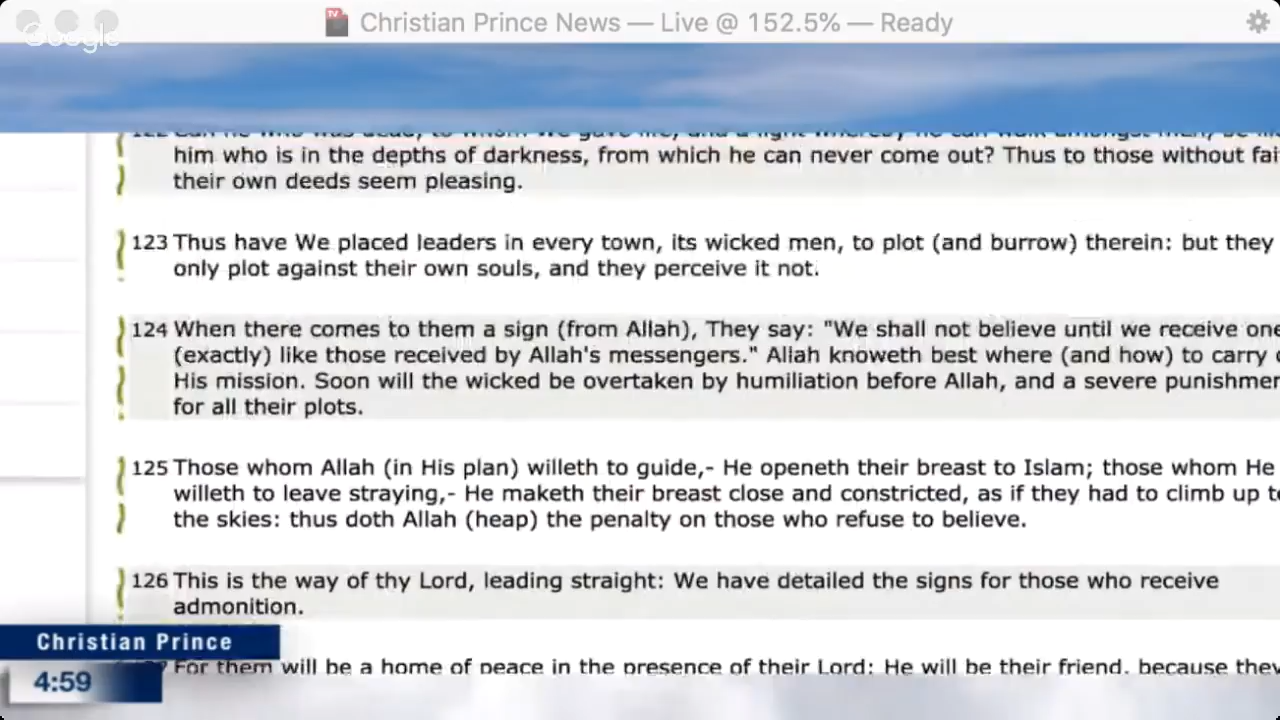 Christian Prince News — Live @ 152.5% — Ready
Google
him who is in the depths of darkness, from which he can never come out? Thus to those without
their own deeds seem pleasing.
123 Thus have We placed leaders in every town, its wicked men, to plot (and burrow) therein: but they
only plot against their own souls, and they perceive it not.
124 When there comes to them a sign (from Allah), They say: "We shall not believe until we receive one
(exactly) like those received by Allah's messengers." Allah knoweth best where (and how) to carry
His mission. Soon will the wicked be overtaken by humiliation before Allah, and a severe
for all their plots.
125 Those whom Allah (in His plan) willeth to guide,- He openeth their breast to Islam; those whom He
willeth to leave straying,- He maketh their breast close and constricted, as if they had to climb up
the skies: thus doth Allah (heap) the penalty on those who refuse to believe.
126 This is the way of thy Lord, leading straight: We have detailed the signs for those who receive
admonition.
For them will be a home of peace in the presence of their Lord: He will be their friend, because they
Christian Prince
4:59